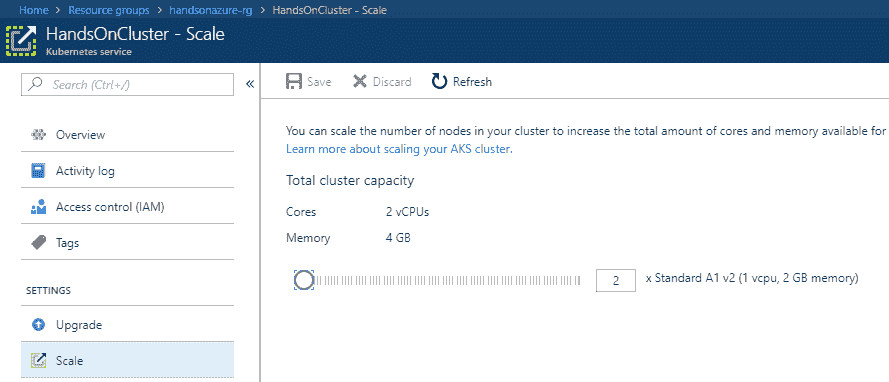 Home > Resource groups > handsonazure-rg > HandsOnCluster - Scale
HandsOnCluster - Scale
Kubernetes service
Search (Ctrl+/)
«
Overview
Activity log
Access control (IAM)
Tags
SETTINGS
Upgrade
Scale
Save Discard Refresh
You can scale the number of nodes in your cluster to increase the total amount of cores and memory available for
Learn more about scaling your AKS cluster.
Total cluster capacity
Cores 2 vCPUs
Memory 4 GB
2 x Standard A1 v2 (1 vcpu, 2 GB memory)